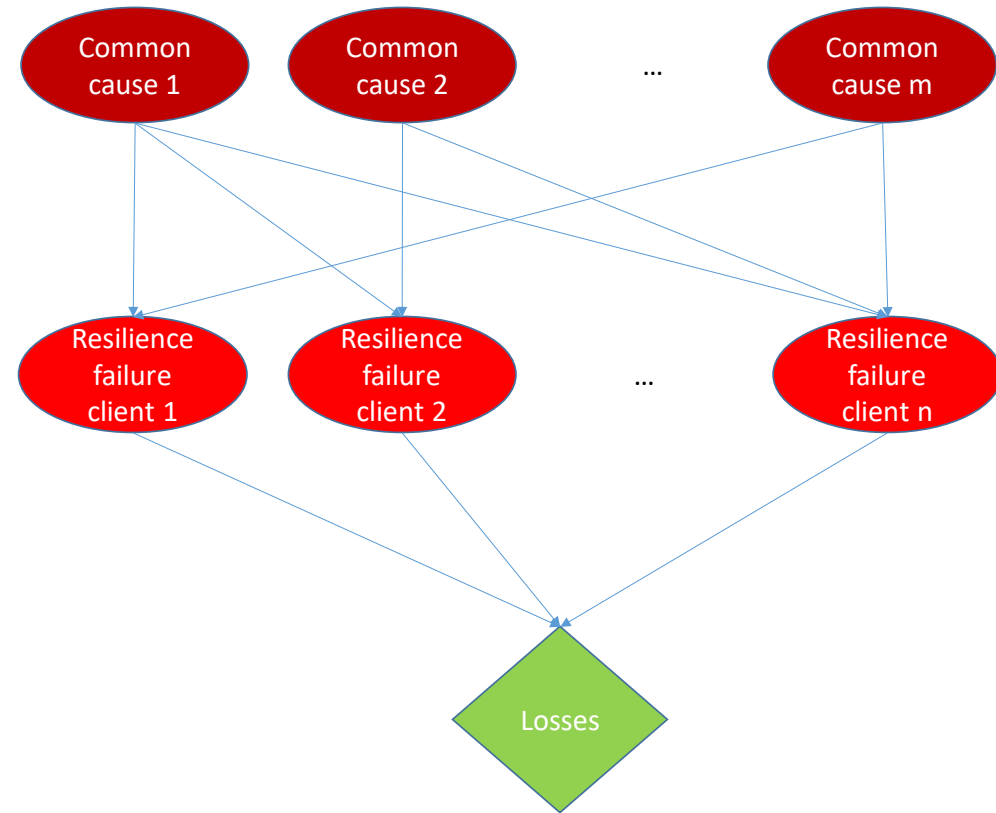 Common
cause 1
Common
cause 2
...
Common
cause m
Resilience
failure
client 1
Resilience
failure
client 2
...
Resilience
failure
client n
Losses